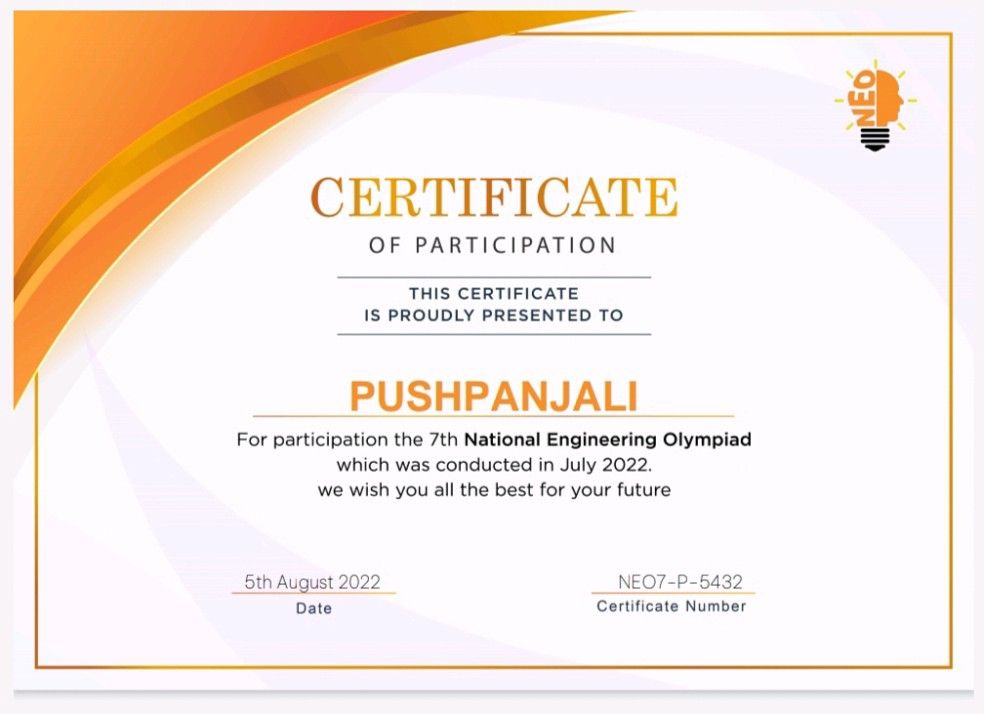 NEO
CERTIFICATE
OF PARTICIPATION
THIS CERTIFICATE
IS PROUDLY PRESENTED TO
PUSHPANJALI
For participation the 7th National Engineering Olympiad
which was conducted in July 2022.
we wish you all the best for your future
5th August 2022
Date
NEO7-P-5432
Certificate Number